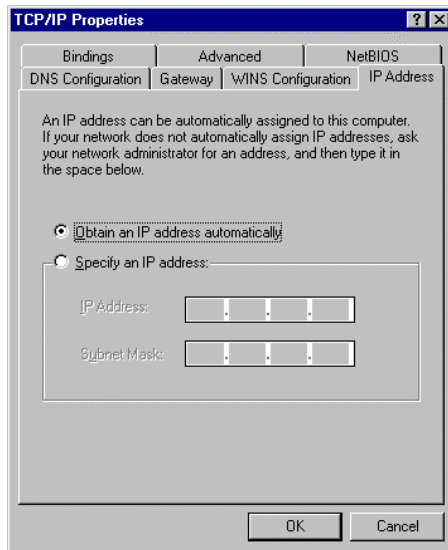 TCP/IP Properties
Bindings Advanced NetBIOS
DNS Configuration Gateway WINS Configuration IP Address
An IP address can be automatically assigned to this computer.
If your network does not automatically assign IP addresses, ask
your network administrator for an address, and then type it in
the space below.
Obtain an IP address automatically
Specify an IP address:
IP Address:
Subnet Mask:
OK Cancel